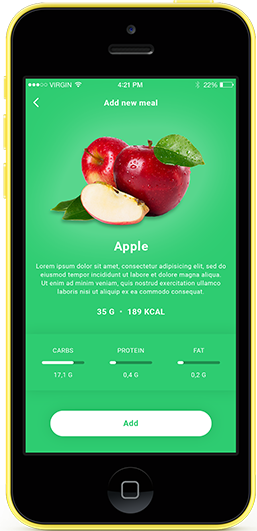 VIRGIN 4:21 PM 22%
Add new meal
Apple
Lorem ipsum dolor sit amet, consectetur adipisicing elit, sed do
eiusmod tempor incididunt ut labore et dolore magna aliqua.
Ut enim ad minim veniam, quis nostrud exercitation ullamco
laboris nisi ut aliquip ex ea commodo consequat.
35 G • 189 KCAL
CARBS PROTEIN FAT
17,1 G 0,4 G 0,2 G
Add